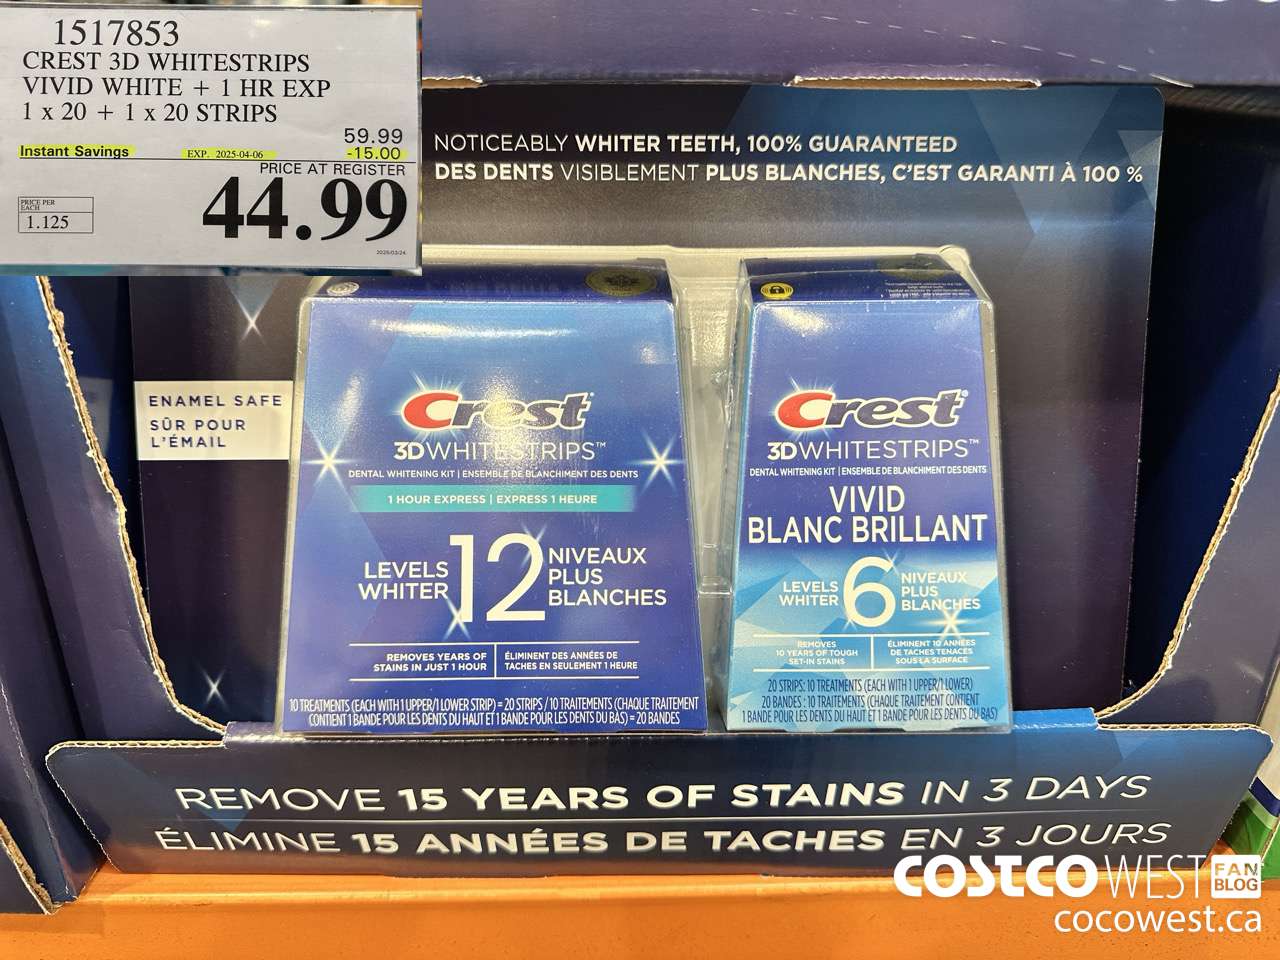 1517853
CREST 3D WHITESTRIPS
VIVID WHITE + 1 HR EXP
1 x 20 + 1 x 20 STRIPS
59.99
Instant Savings EXP. 2025-04-06 -15.00
PRICE AT REGISTER
44.99
PRICE PER
EACH
1.125
2025/03/24
NOTICEABLY WHITER TEETH, 100% GUARANTEED
DES DENTS VISIBLEMENT PLUS BLANCHES, C'EST GARANTI À 100 %
ENAMEL SAFE
SÛR POUR
L'ÉMAIL
Crest
3DWHITESTRIPS™
DENTAL WHITENING KIT | ENSEMBLE DE BLANCHIMENT DES DENTS
1 HOUR EXPRESS | EXPRESS 1 HEURE
LEVELS
WHITER
12
NIVEAUX
PLUS
BLANCHES
REMOVES YEARS OF
STAINS IN JUST 1 HOUR
ÉLIMINENT DES ANNÉES DE
TACHES EN SEULEMENT 1 HEURE
10 TREATMENTS (EACH WITH 1 UPPER/1 LOWER STRIP) = 20 STRIPS / 10 TRAITEMENTS (CHAQUE TRAITEMENT
CONTIENT 1 BANDE POUR LES DENTS DU HAUT ET 1 BANDE POUR LES DENTS DU BAS) = 20 BANDES
Crest®
3DWHITESTRIPS™
DENTAL WHITENING KIT | ENSEMBLE DE BLANCHIMENT DES DENTS
VIVID
BLANC BRILLANT
LEVELS
WHITER
6
NIVEAUX
PLUS
BLANCHES
REMOVES
10 YEARS OF TOUGH
SET-IN STAINS
ÉLIMINENT 10 ANNÉES
DE TACHES TENACES
SOUS LA SURFACE
20 STRIPS: 10 TREATMENTS (EACH WITH 1 UPPER/1 LOWER)
20 BANDES : 10 TRAITEMENTS (CHAQUE TRAITEMENT CONTIENT
1 BANDE POUR LES DENTS DU HAUT ET 1 BANDE POUR LES DENTS DU BAS)
REMOVE 15 YEARS OF STAINS IN 3 DAYS
ÉLIMINE 15 ANNÉES DE TACHES EN 3 JOURS
COSTCO WEST FAN BLOG
cocowest.ca